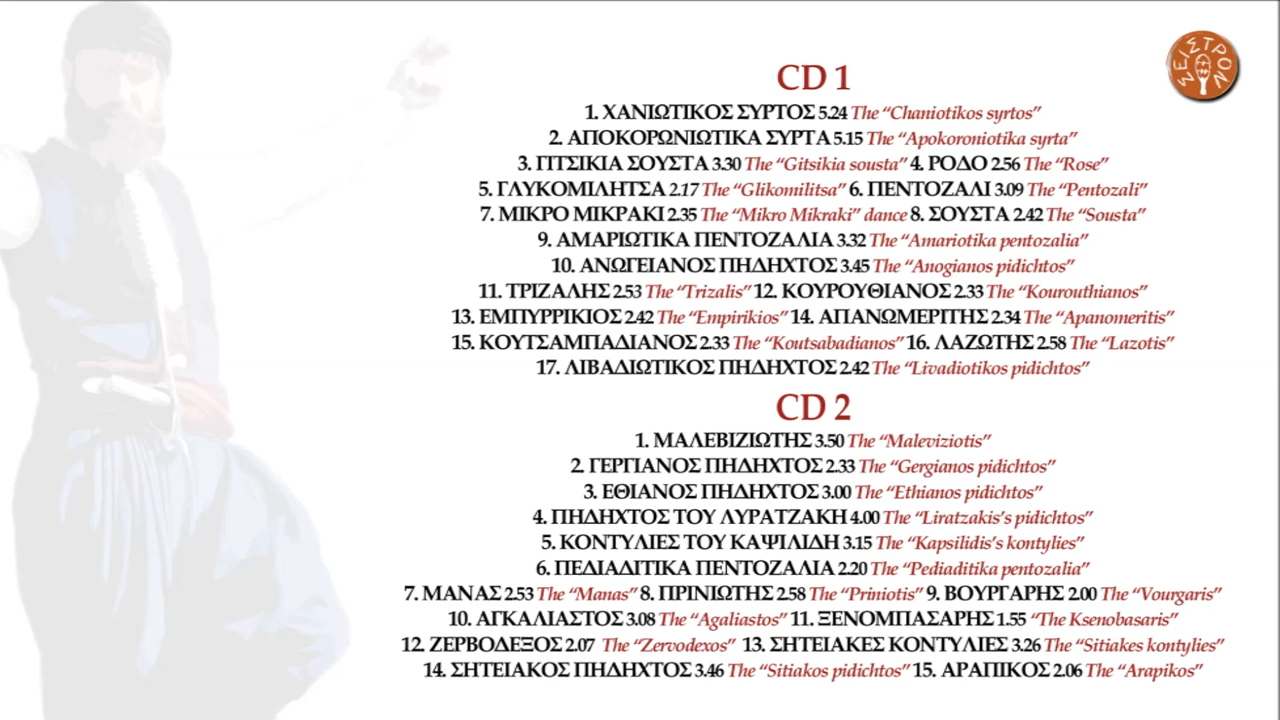 ΣΕΙΣΤΡΟΝ
CD 1
1. ΧΑΝΙΩΤΙΚΟΣ ΣΥΡΤΟΣ 5.24 The “Chaniotikos syrtos”
2. ΑΠΟΚΟΡΩΝΙΩΤΙΚΑ ΣΥΡΤΑ 5.15 The “Apokoroniotika syrta”
3. ΓΙΤΣΙΚΙΑ ΣΟΥΣΤΑ 3.30 The “Gitsikia sousta” 4. ΡΟΔΟ 2.56 The “Rose”
5. ΓΛΥΚΟΜΙΛΗΤΣΑ 2.17 The “Glikomilitsa” 6. ΠΕΝΤΟΖΑΛΙ 3.09 The “Pentozali”
7. ΜΙΚΡΟ ΜΙΚΡΑΚΙ 2.35 The “Mikro Mikraki” dance 8. ΣΟΥΣΤΑ 2.42 The “Sousta”
9. ΑΜΑΡΙΩΤΙΚΑ ΠΕΝΤΟΖΑΛΙΑ 3.32 The “Amariotika pentozalia”
10. ΑΝΩΓΕΙΑΝΟΣ ΠΗΔΗΧΤΟΣ 3.45 The “Anogianos pidichtos”
11. ΤΡΙΖΑΛΗΣ 2.53 The “Trizalis” 12. ΚΟΥΡΟΥΘΙΑΝΟΣ 2.33 The “Kourouthianos”
13. ΕΜΠΥΡΡΙΚΙΟΣ 2.42 The “Empirikios” 14. ΑΠΑΝΩΜΕΡΙΤΗΣ 2.34 The “Apanomeritis”
15. ΚΟΥΤΣΑΜΠΑΔΙΑΝΟΣ 2.33 The “Koutsabadianos” 16. ΛΑΖΩΤΗΣ 2.58 The “Lazotis”
17. ΛΙΒΑΔΙΩΤΙΚΟΣ ΠΗΔΗΧΤΟΣ 2.42 The “Livadiotikos pidichtos”
CD 2
1. ΜΑΛΕΒΙΖΙΩΤΗΣ 3.50 The “Maleviziotis”
2. ΓΕΡΓΙΑΝΟΣ ΠΗΔΗΧΤΟΣ 2.33 The “Gergianos pidichtos”
3. ΕΘΙΑΝΟΣ ΠΗΔΗΧΤΟΣ 3.00 The “Ethianos pidichtos”
4. ΠΗΔΗΧΤΟΣ ΤΟΥ ΛΥΡΑΤΖΑΚΗ 4.00 The “Liratzakis’s pidichtos”
5. ΚΟΝΤΥΛΙΕΣ ΤΟΥ ΚΑΨΙΛΙΔΗ 3.15 The “Kapsilidis’s kontylies”
6. ΠΕΔΙΑΔΙΤΙΚΑ ΠΕΝΤΟΖΑΛΙΑ 2.20 The “Pediaditika pentozalia”
7. ΜΑΝΑΣ 2.53 The “Manas” 8. ΠΡΙΝΙΩΤΗΣ 2.58 The “Priniotis” 9. ΒΟΥΡΓΑΡΗΣ 2.00 The “Vourgaris”
10. ΑΓΚΑΛΙΑΣΤΟΣ 3.08 The “Agaliastos” 11. ΞΕΝΟΜΠΑΣΑΡΗΣ 1.55 “The Ksenobasaris”
12. ΖΕΡΒΟΔΕΞΟΣ 2.07 The “Zervodexos” 13. ΣΗΤΕΙΑΚΕΣ ΚΟΝΤΥΛΙΕΣ 3.26 The “Sitiakes kontylies”
14. ΣΗΤΕΙΑΚΟΣ ΠΗΔΗΧΤΟΣ 3.46 The “Sitiakos pidichtos” 15. ΑΡΑΠΙΚΟΣ 2.06 The “Arapikos”